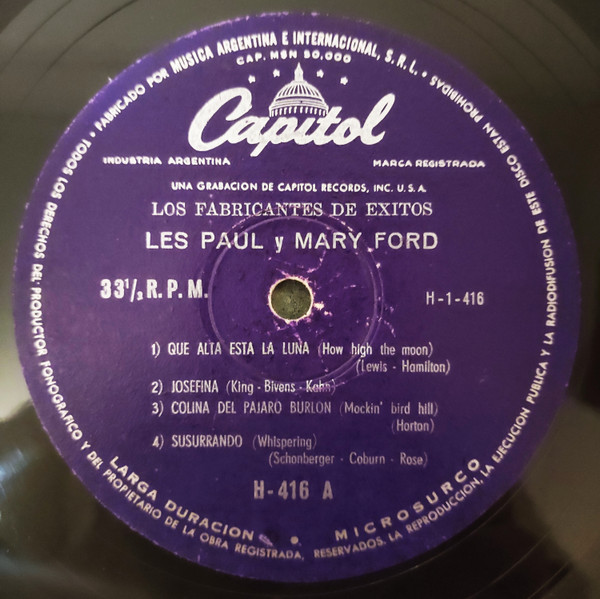 FABRICADO POR MUSICA ARGENTINA E INTERNACIONAL, S.R.L. •
CAP. M$N 50,000
Capitol
INDUSTRIA ARGENTINA
MARCA REGISTRADA
UNA GRABACION DE CAPITOL RECORDS, INC. U.S.A.
LOS FABRICANTES DE EXITOS
LES PAUL y MARY FORD
33⅓ R.P.M.
H-1-416
1) QUE ALTA ESTA LA LUNA (How high the moon)
(Lewis - Hamilton)
2) JOSEFINA (King - Bivens - Kahn)
3) COLINA DEL PAJARO BURLON (Mockin' bird hill)
(Horton)
4) SUSURRANDO (Whispering)
(Schonberger - Coburn - Rose)
H-416 A
LARGA DURACION • MICROSURCO
TODOS LOS DERECHOS DEL PRODUCTOR FONOGRAFICO Y DEL PROPIETARIO DE LA OBRA REGISTRADA, RESERVADOS. LA REPRODUCCION, LA EJECUCION PUBLICA Y LA RADIODIFUSION DE ESTE DISCO ESTAN PROHIBIDAS •